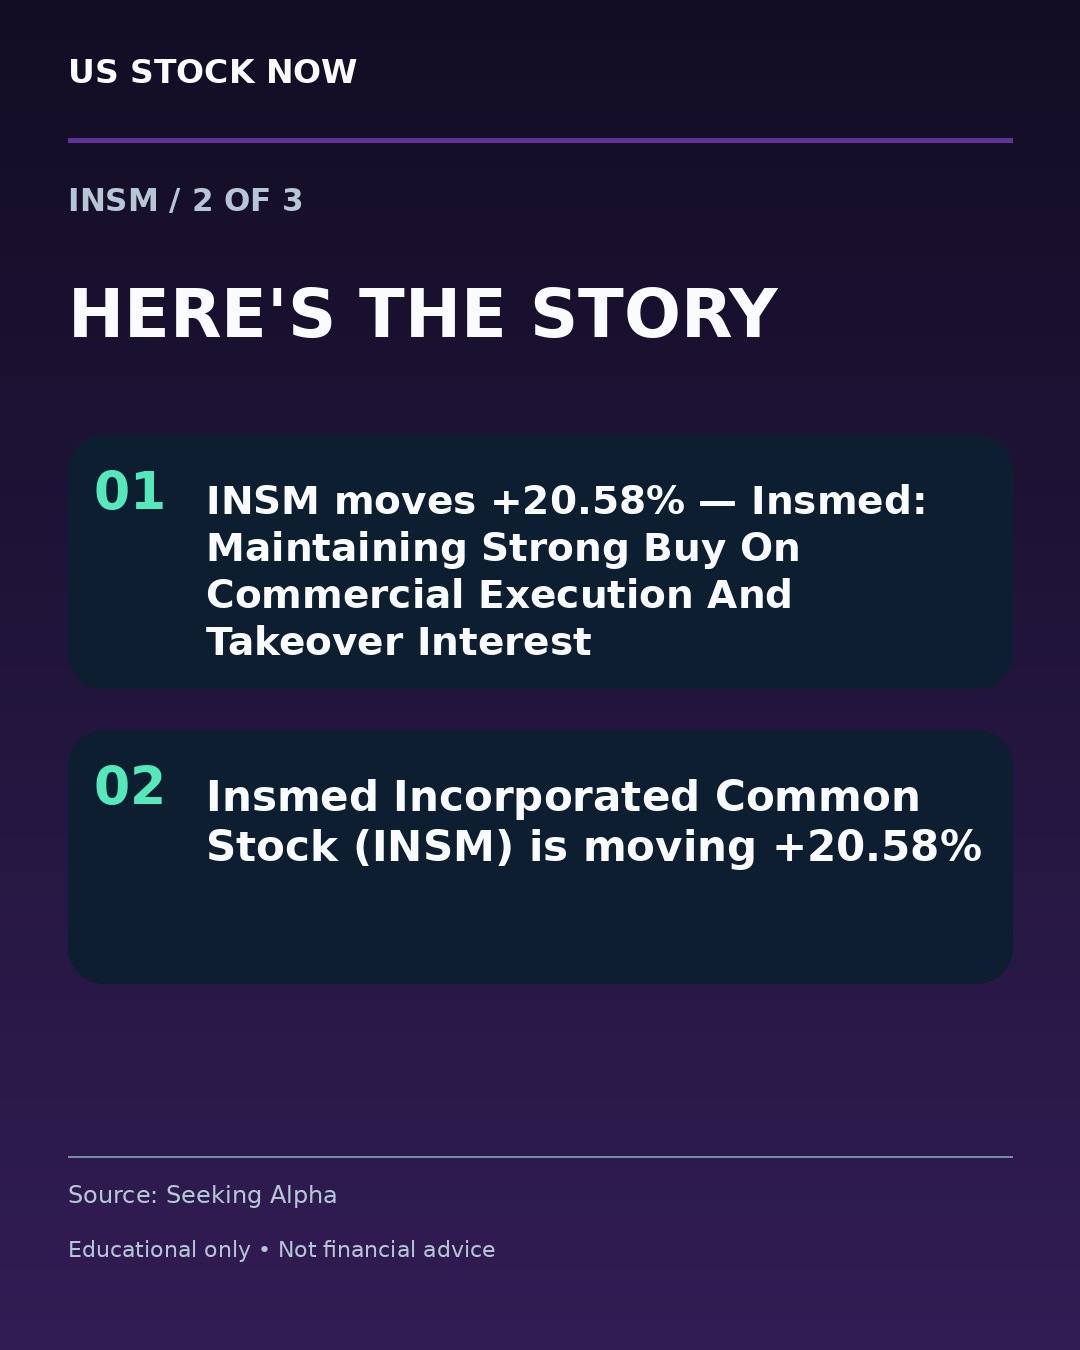 US STOCK NOW
INSM / 2 OF 3
HERE'S THE STORY
01
INSM moves +20.58% — Insmed:
Maintaining Strong Buy On
Commercial Execution And
Takeover Interest
02
Insmed Incorporated Common
Stock (INSM) is moving +20.58%
Source: Seeking Alpha
Educational only • Not financial advice